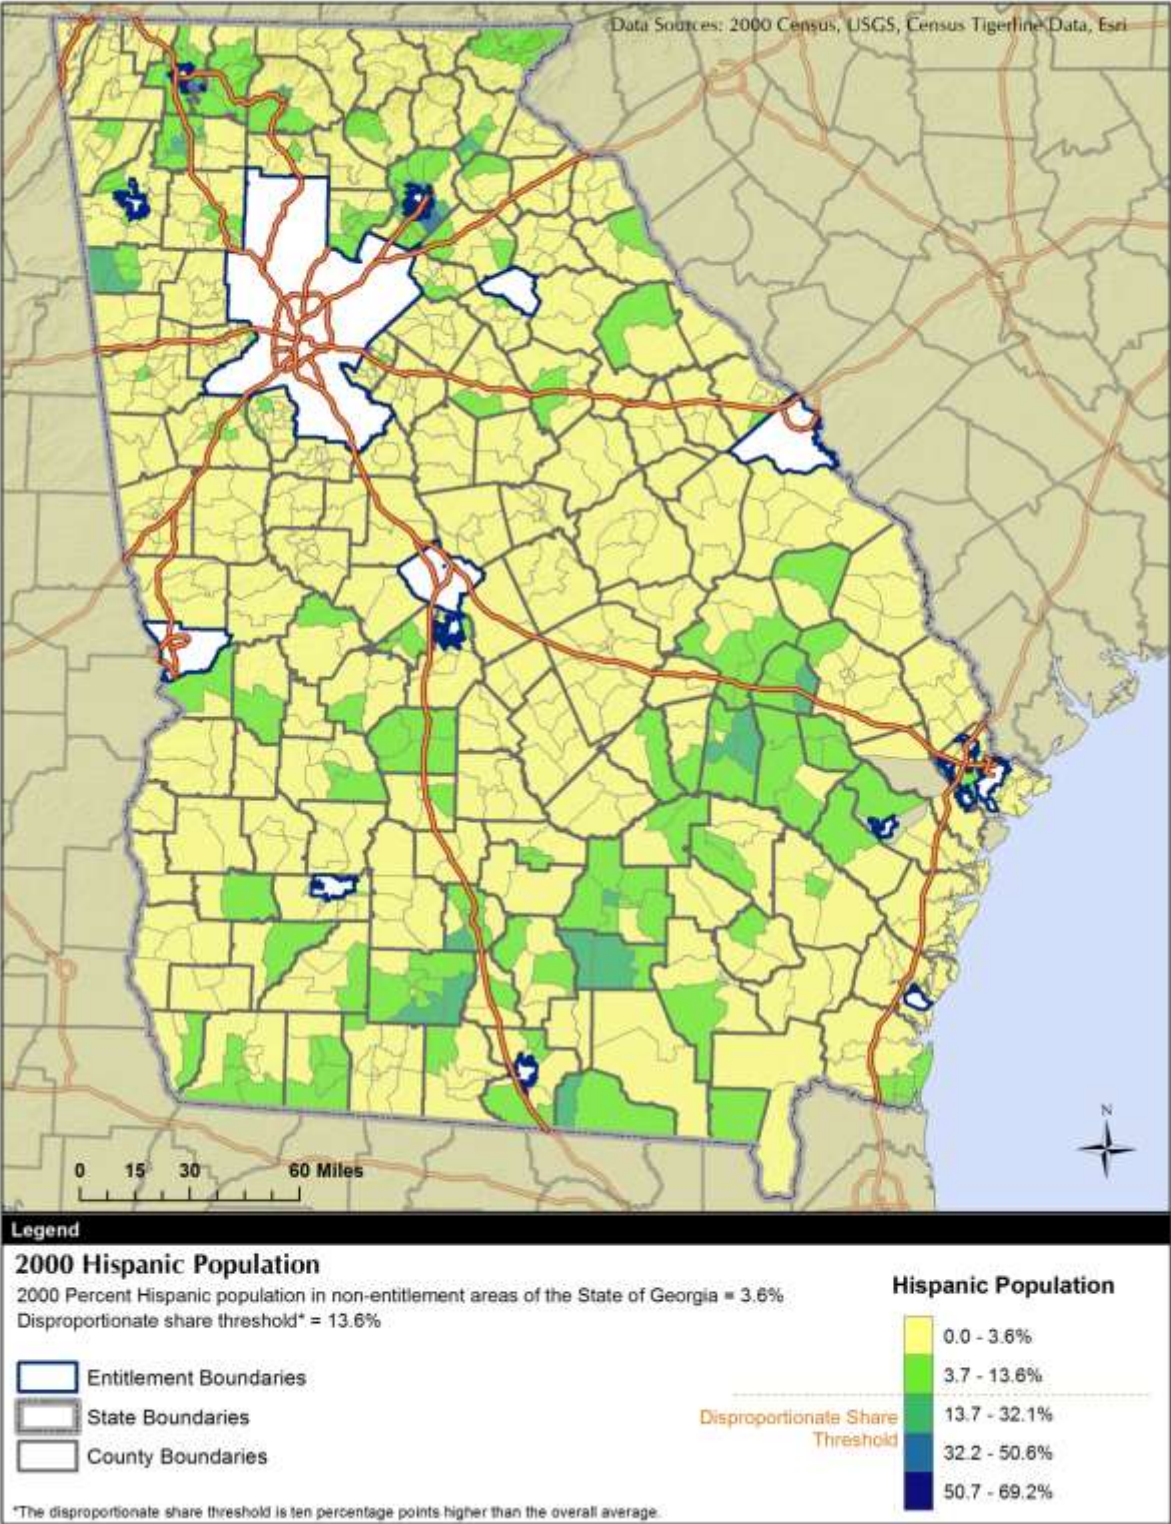 Data Sources: 2000 Census, USGS, Census Tigerline Data, Esri
N
0 15 30 60 Miles
Legend
2000 Hispanic Population
2000 Percent Hispanic population in non-entitlement areas of the State of Georgia = 3.6%
Disproportionate share threshold* = 13.6%
Entitlement Boundaries
State Boundaries
County Boundaries
*The disproportionate share threshold is ten percentage points higher than the overall average.
Hispanic Population
0.0 - 3.6%
3.7 - 13.6%
Disproportionate Share
Threshold
13.7 - 32.1%
32.2 - 50.6%
50.7 - 69.2%